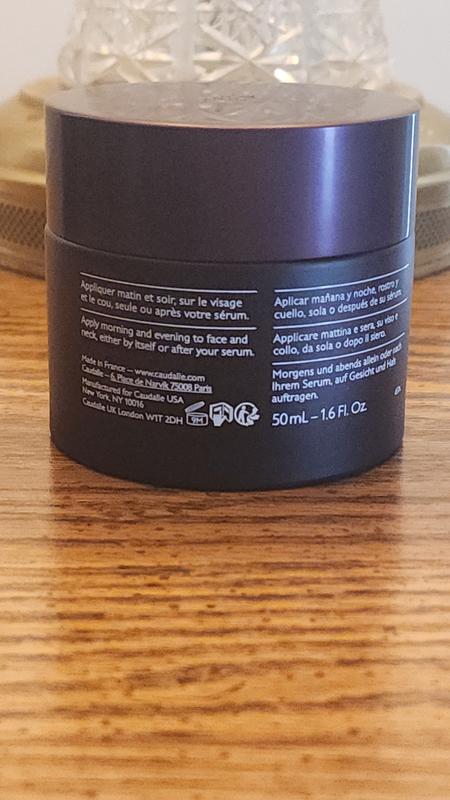 Appliquer matin et soir, sur le visage
et le cou, seule ou après votre sérum.
Apply morning and evening to face and
neck, either by itself or after your serum.
Made in France – www.caudalie.com
Caudalie – 6, Place de Narvik 75008 Paris
Manufactured for Caudalie USA
New York, NY 10016
Caudalie UK London W1T 2DH
9M
Aplicar mañana y noche, rostro y
cuello, sola o después de su sérum.
Applicare mattina e sera, su viso e
collo, da sola o dopo il siero.
Morgens und abends allein oder nach
Ihrem Serum, auf Gesicht und Hals
auftragen.
50 mL – 1.6 Fl. Oz.